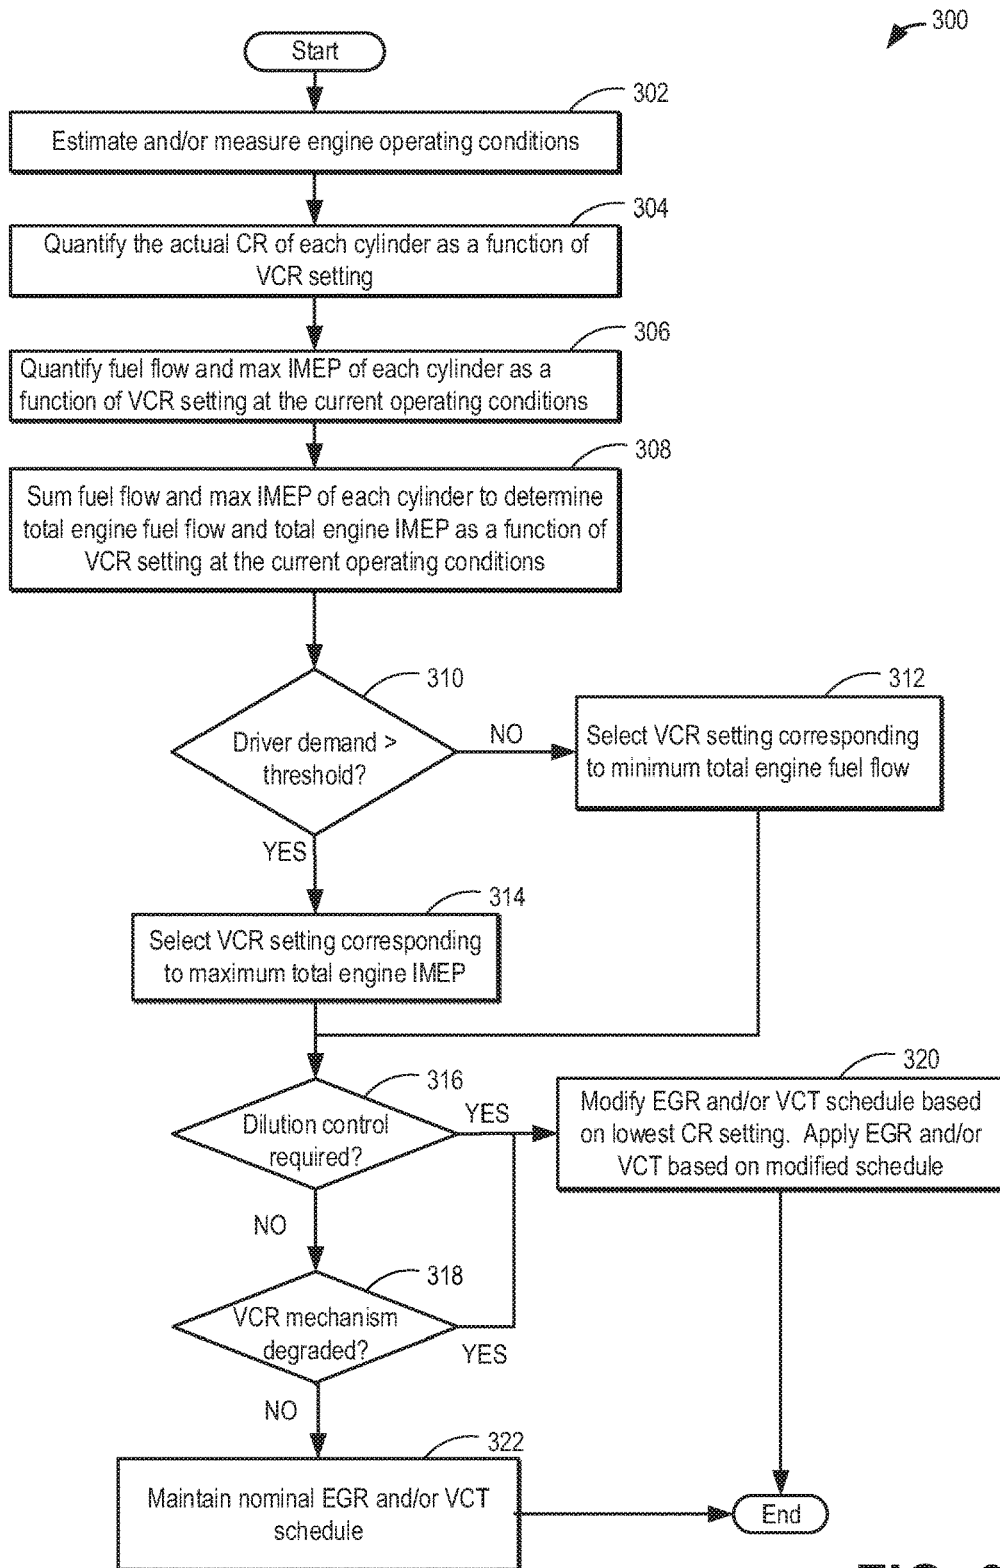 300
Start
302
Estimate and/or measure engine operating conditions
304
Quantify the actual CR of each cylinder as a function of
VCR setting
306
Quantify fuel flow and max IMEP of each cylinder as a
function of VCR setting at the current operating conditions
308
Sum fuel flow and max IMEP of each cylinder to determine
total engine fuel flow and total engine IMEP as a function of
VCR setting at the current operating conditions
310
Driver demand >
threshold?
NO
312
Select VCR setting corresponding
to minimum total engine fuel flow
YES
314
Select VCR setting corresponding
to maximum total engine IMEP
316
Dilution control
required?
YES
320
Modify EGR and/or VCT schedule based
on lowest CR setting. Apply EGR and/or
VCT based on modified schedule
NO
318
VCR mechanism
degraded?
YES
NO
322
Maintain nominal EGR and/or VCT
schedule
End